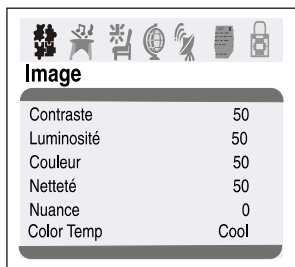 Image
Contraste 50
Luminosité 50
Couleur 50
Netteté 50
Nuance 0
Color Temp Cool